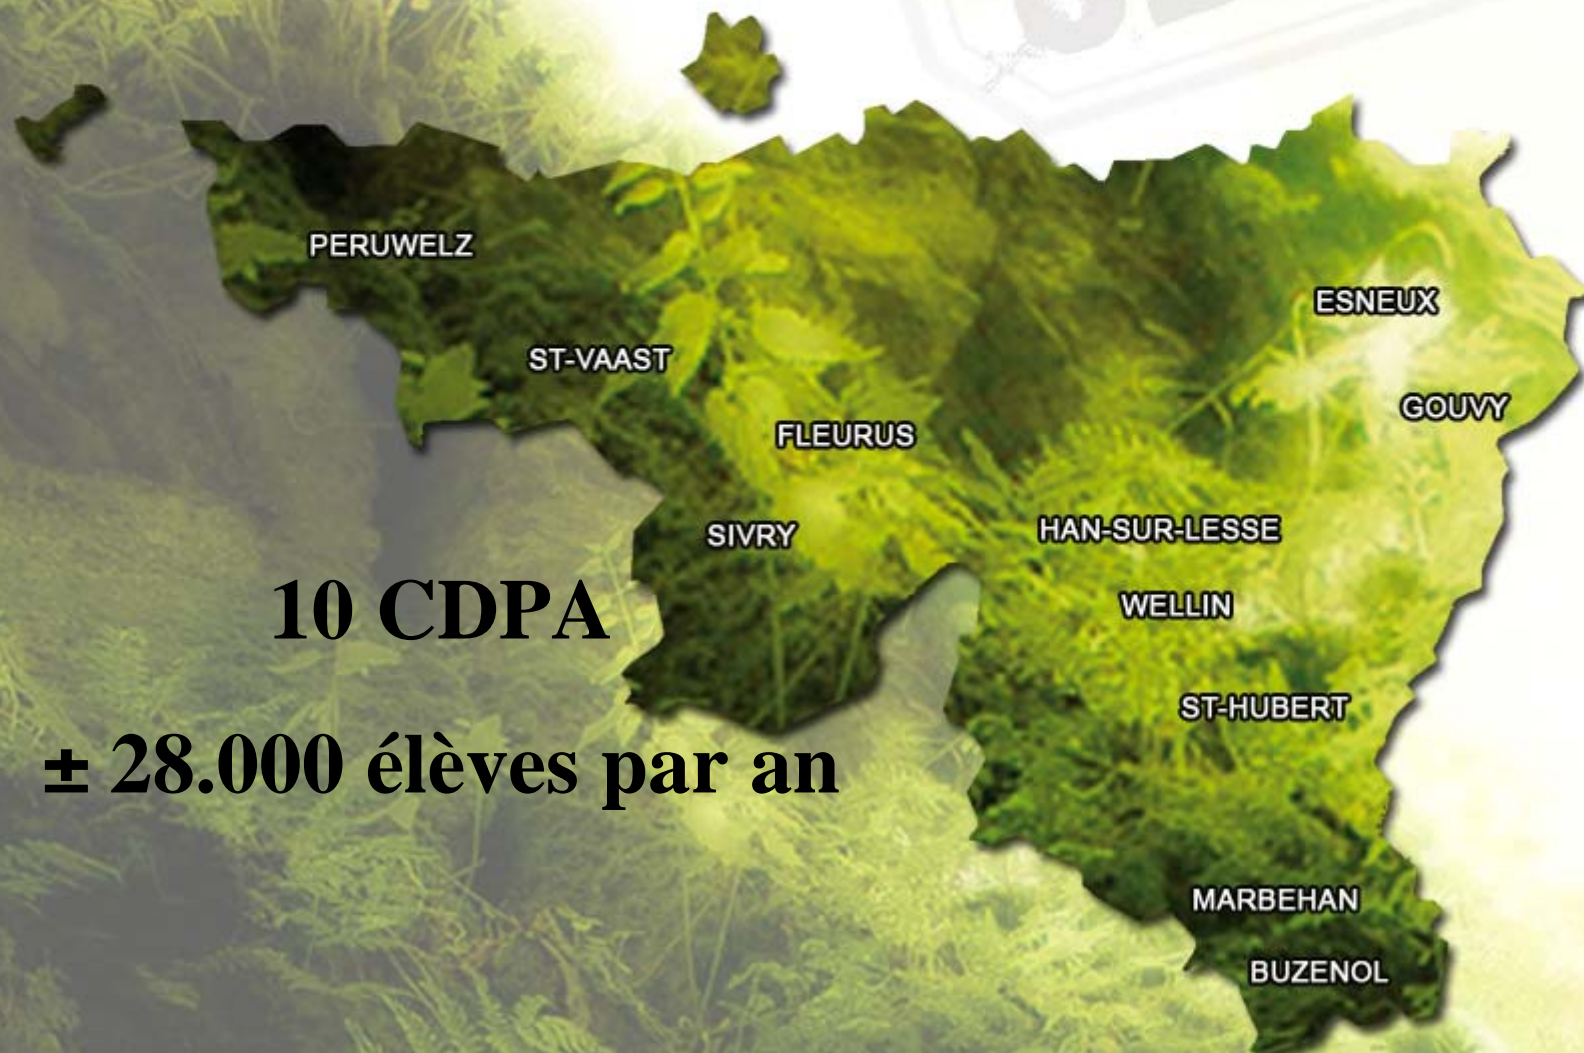 PERUWELZ
ESNEUX
ST-VAAST
GOUVY
FLEURUS
SIVRY
HAN-SUR-LESSE
10 CDPA
WELLIN
ST-HUBERT
± 28.000 élèves par an
MARBEHAN
BUZENOL